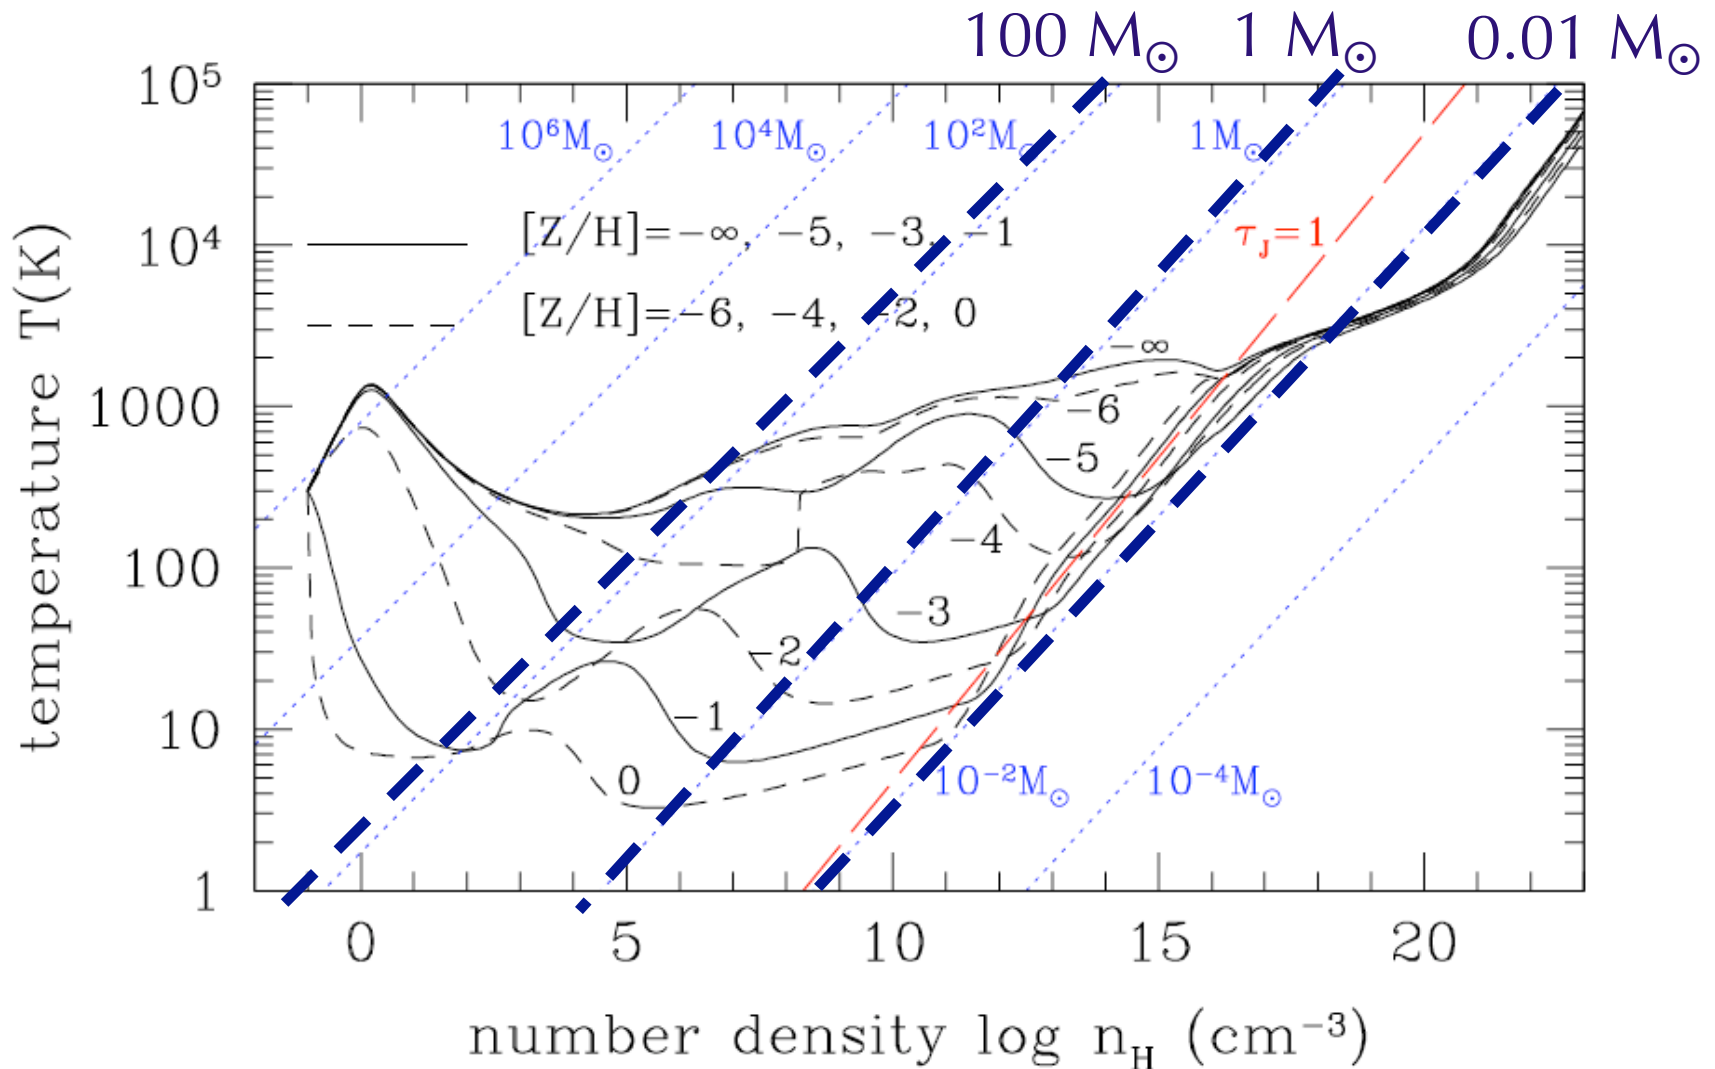 100 M☉ 1 M☉ 0.01 M☉
10⁵
10⁶M☉ 10⁴M☉ 10²M☉ 1M☉
[Z/H]=−∞, −5, −3, −1
τJ=1
10⁴
[Z/H]=−6, −4, −2, 0
−∞
1000
−6
−5
−4
100
−3
−2
−1
10
0
10⁻²M☉ 10⁻⁴M☉
1
0 5 10 15 20
temperature T(K)
number density log nH (cm⁻³)